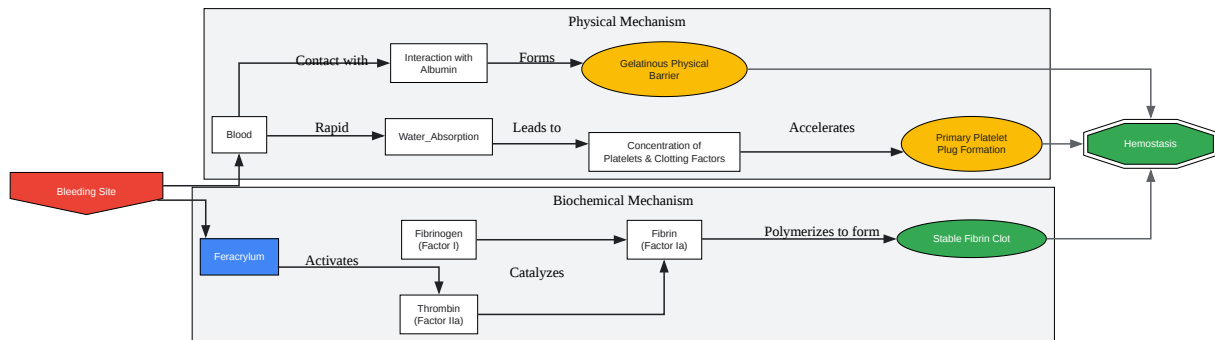 Physical Mechanism
Contact with
Interaction with
Albumin
Forms
Gelatinous Physical
Barrier
Blood
Rapid
Water_Absorption
Leads to
Concentration of
Platelets & Clotting Factors
Accelerates
Primary Platelet
Plug Formation
Hemostasis
Bleeding Site
Biochemical Mechanism
Feracrylum
Activates
Fibrinogen
(Factor I)
Catalyzes
Thrombin
(Factor IIa)
Fibrin
(Factor Ia)
Polymerizes to form
Stable Fibrin Clot